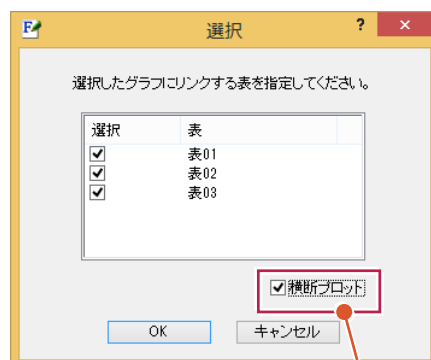 選択
?
×
選択したグラフにリンクする表を指定してください。
選択 表
表01
表02
表03
横断プロット
OK キャンセル